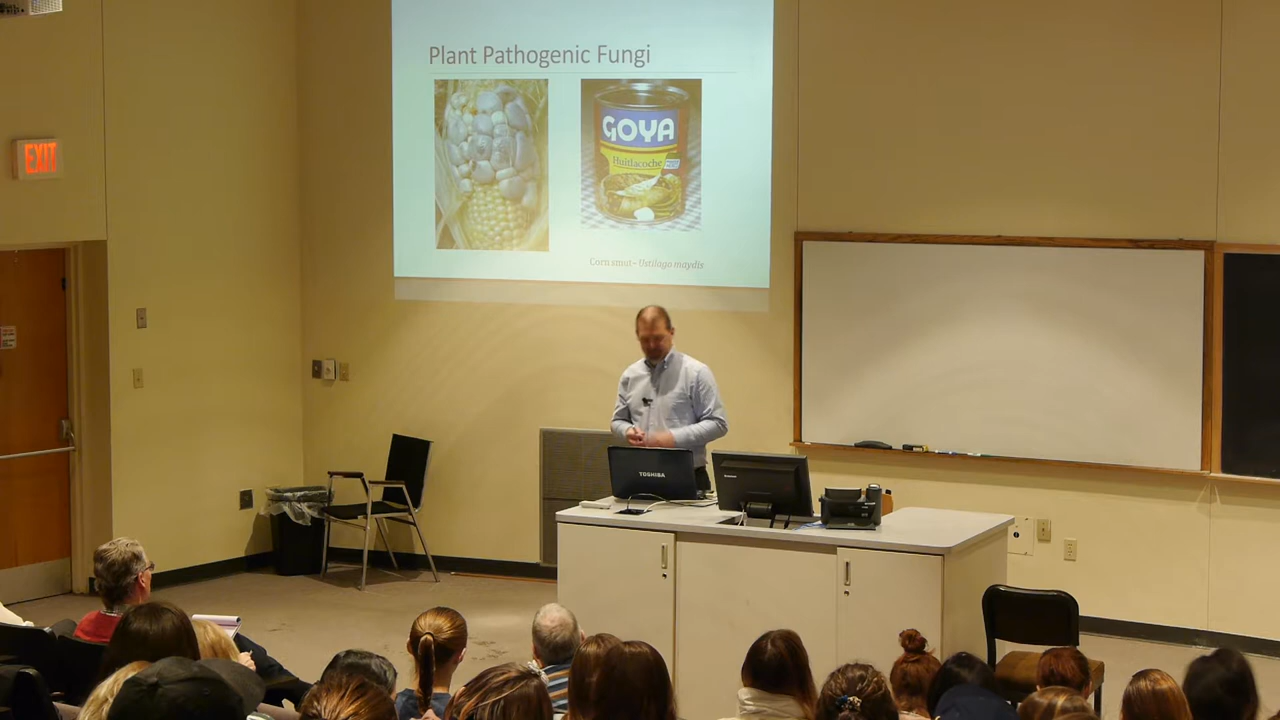 Plant Pathogenic Fungi
EXIT
GOYA
Huitlacoche
Corn smut– Ustilago maydis
TOSHIBA